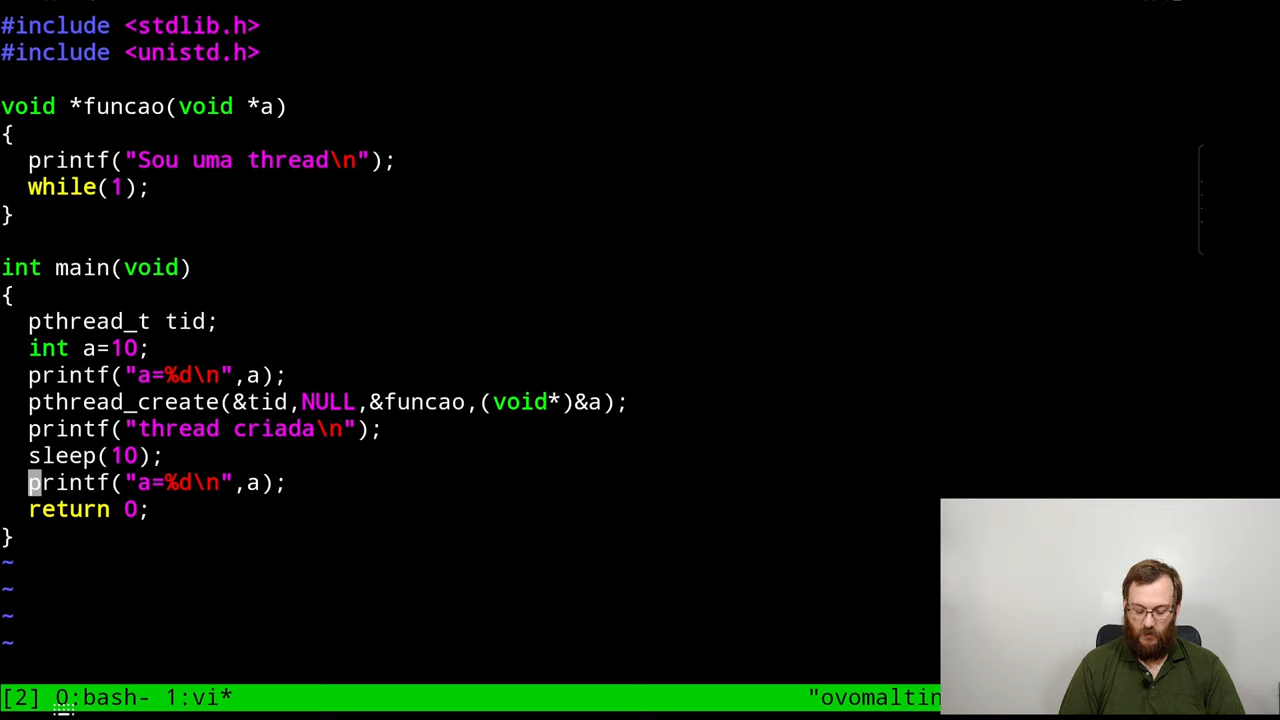 #include <stdlib.h>
#include <unistd.h>
void *funcao(void *a)
{
printf("Sou uma thread\n");
while(1);
}
int main(void)
{
pthread_t tid;
int a=10;
printf("a=%d\n",a);
pthread_create(&tid,NULL,&funcao,(void*)&a);
printf("thread criada\n");
sleep(10);
printf("a=%d\n",a);
return 0;
}
~
~
~
~
[2] 0:bash- 1:vi* "ovomaltin